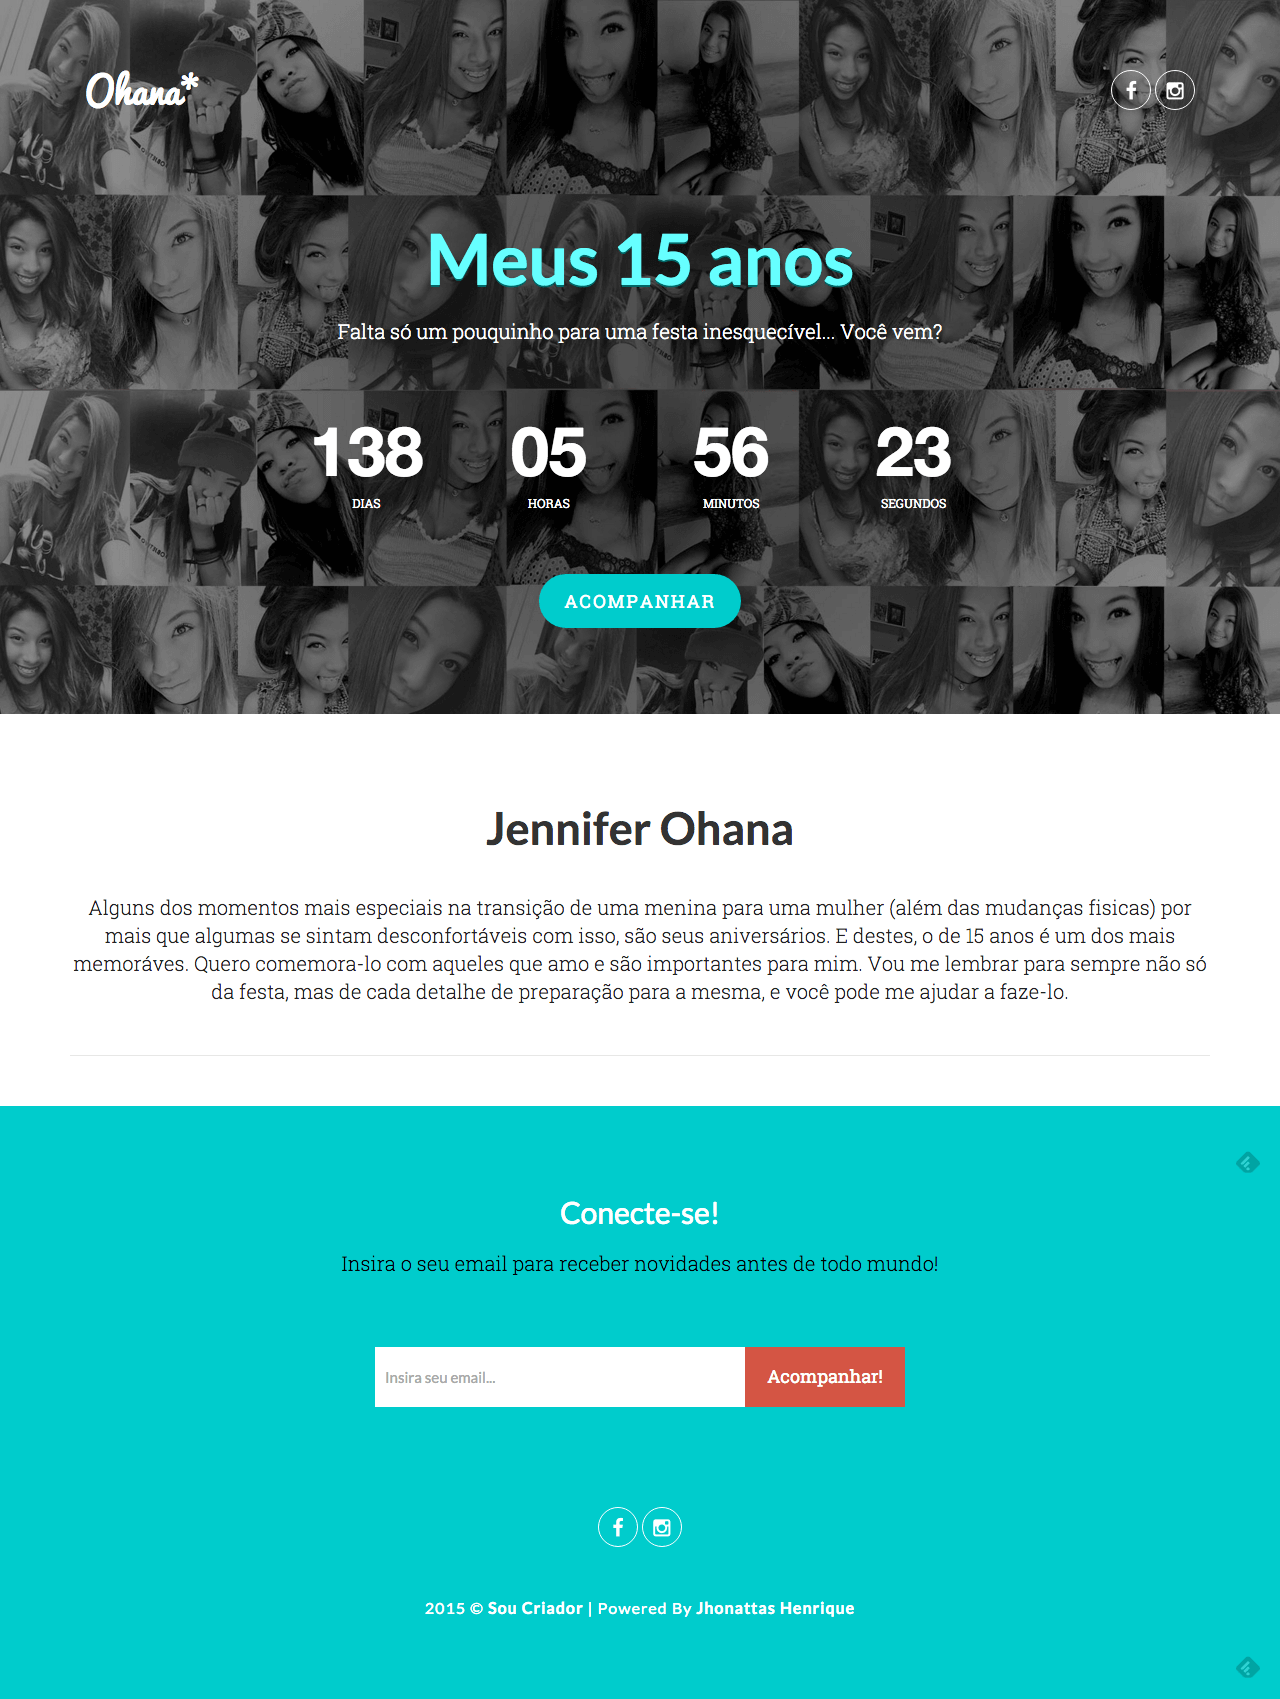 Ohana*
Meus 15 anos
Falta só um pouquinho para uma festa inesquecível... Você vem?
138 05 56 23
DIAS HORAS MINUTOS SEGUNDOS
ACOMPANHAR
Jennifer Ohana
Alguns dos momentos mais especiais na transição de uma menina para uma mulher (além das mudanças fisicas) por
mais que algumas se sintam desconfortáveis com isso, são seus aniversários. E destes, o de 15 anos é um dos mais
memoráves. Quero comemora-lo com aqueles que amo e são importantes para mim. Vou me lembrar para sempre não só
da festa, mas de cada detalhe de preparação para a mesma, e você pode me ajudar a faze-lo.
Conecte-se!
Insira o seu email para receber novidades antes de todo mundo!
Insira seu email...
Acompanhar!
2015 © Sou Criador | Powered By Jhonattas Henrique